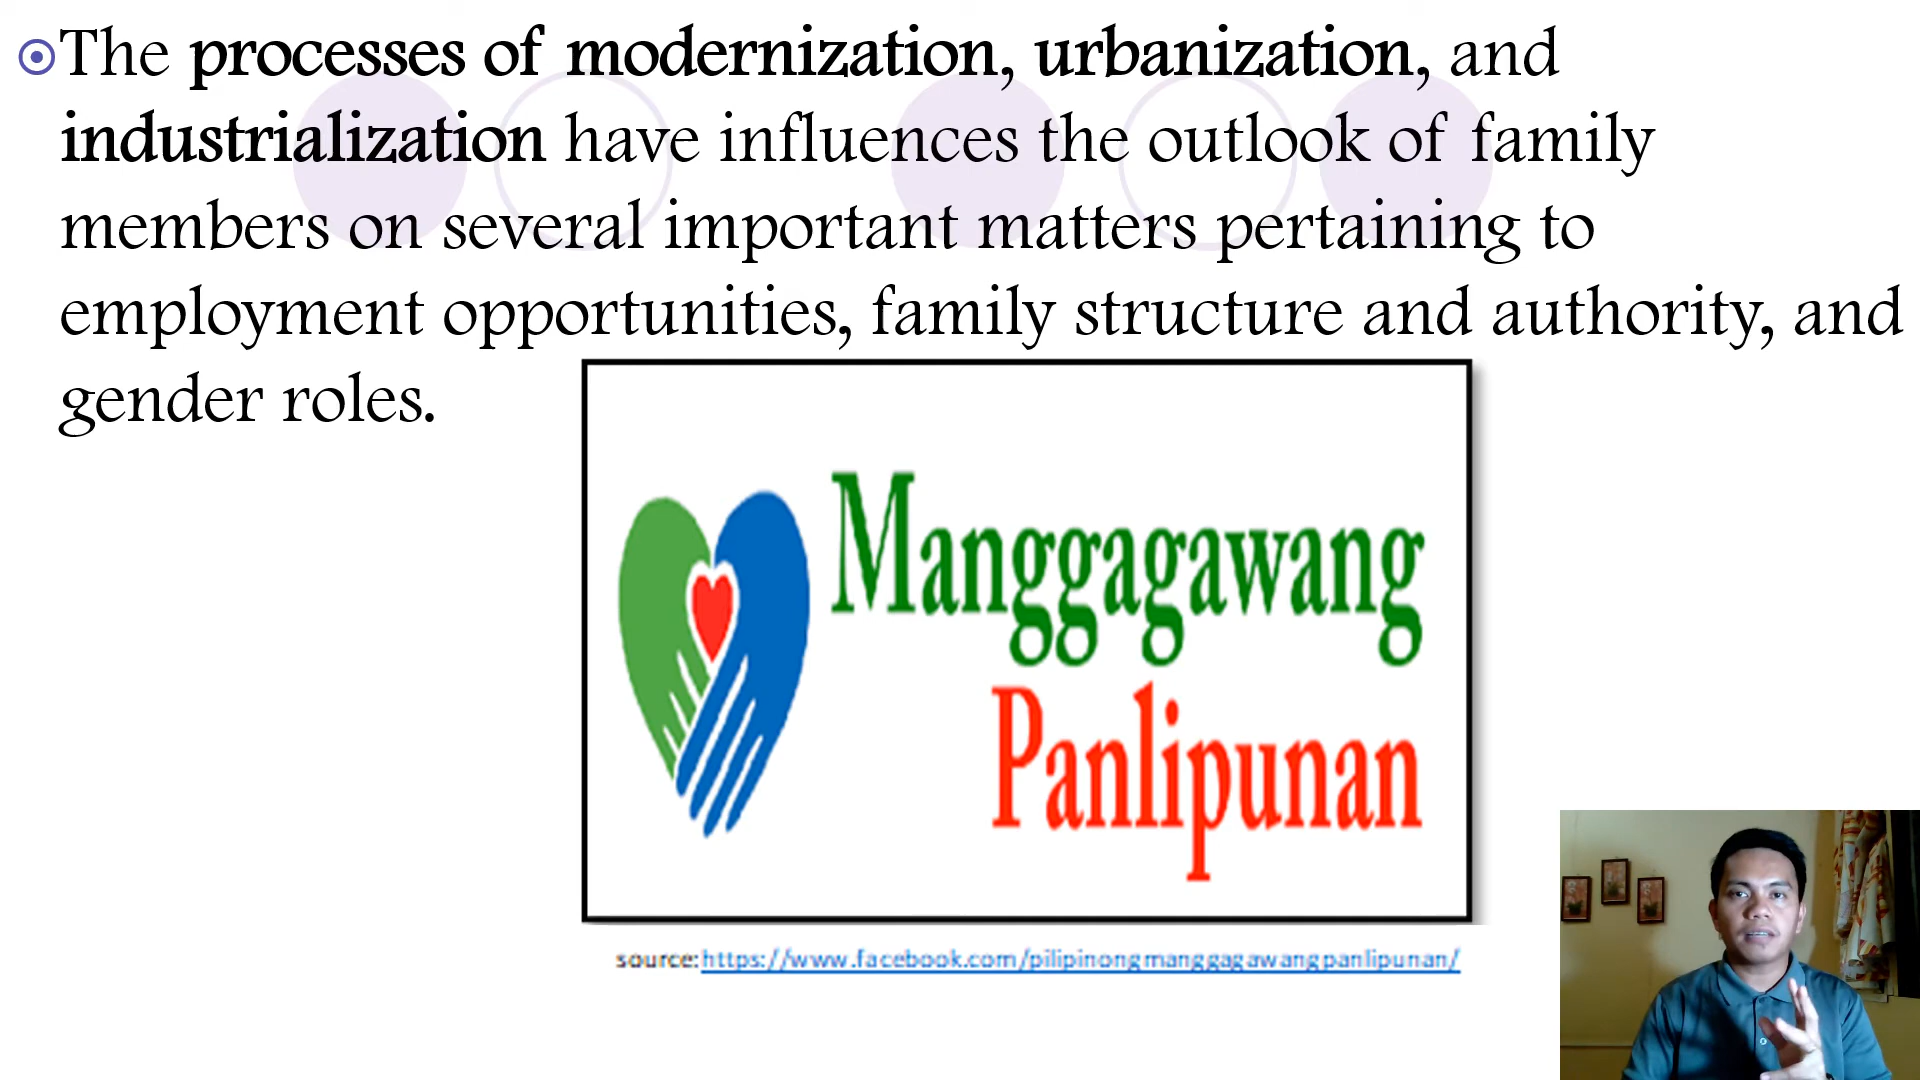 The processes of modernization, urbanization, and
industrialization have influences the outlook of family
members on several important matters pertaining to
employment opportunities, family structure and authority, and
gender roles.
Manggagawang
Panlipunan
source:https://www.facebook.com/pilipinongmanggagawangpanlipunan/